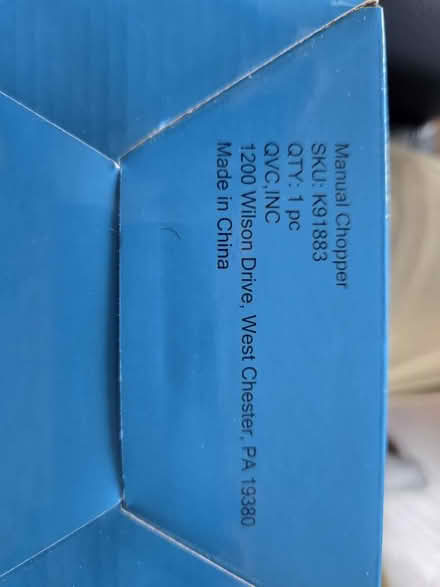 Manual Chopper
SKU: K91883
QTY: 1 pc
QVC,INC
1200 Wilson Drive, West Chester, PA 19380
Made in China